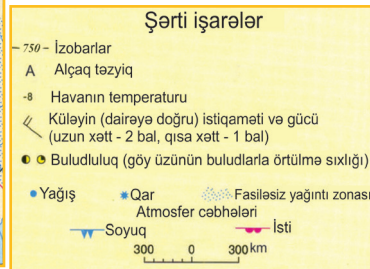 Şərti işarələr
- 750 - İzobarlar
A Alçaq təzyiq
-8 Havanın temperaturu
Küləyin (dairəyə doğru) istiqaməti və gücü
(uzun xətt - 2 bal, qısa xətt - 1 bal)
Buludluluq (göy üzünün buludlarla örtülmə sıxlığı)
Yağış Qar Fasiləsiz yağıntı zonası
Atmosfer cəbhələri
Soyuq İsti
300 0 300 km